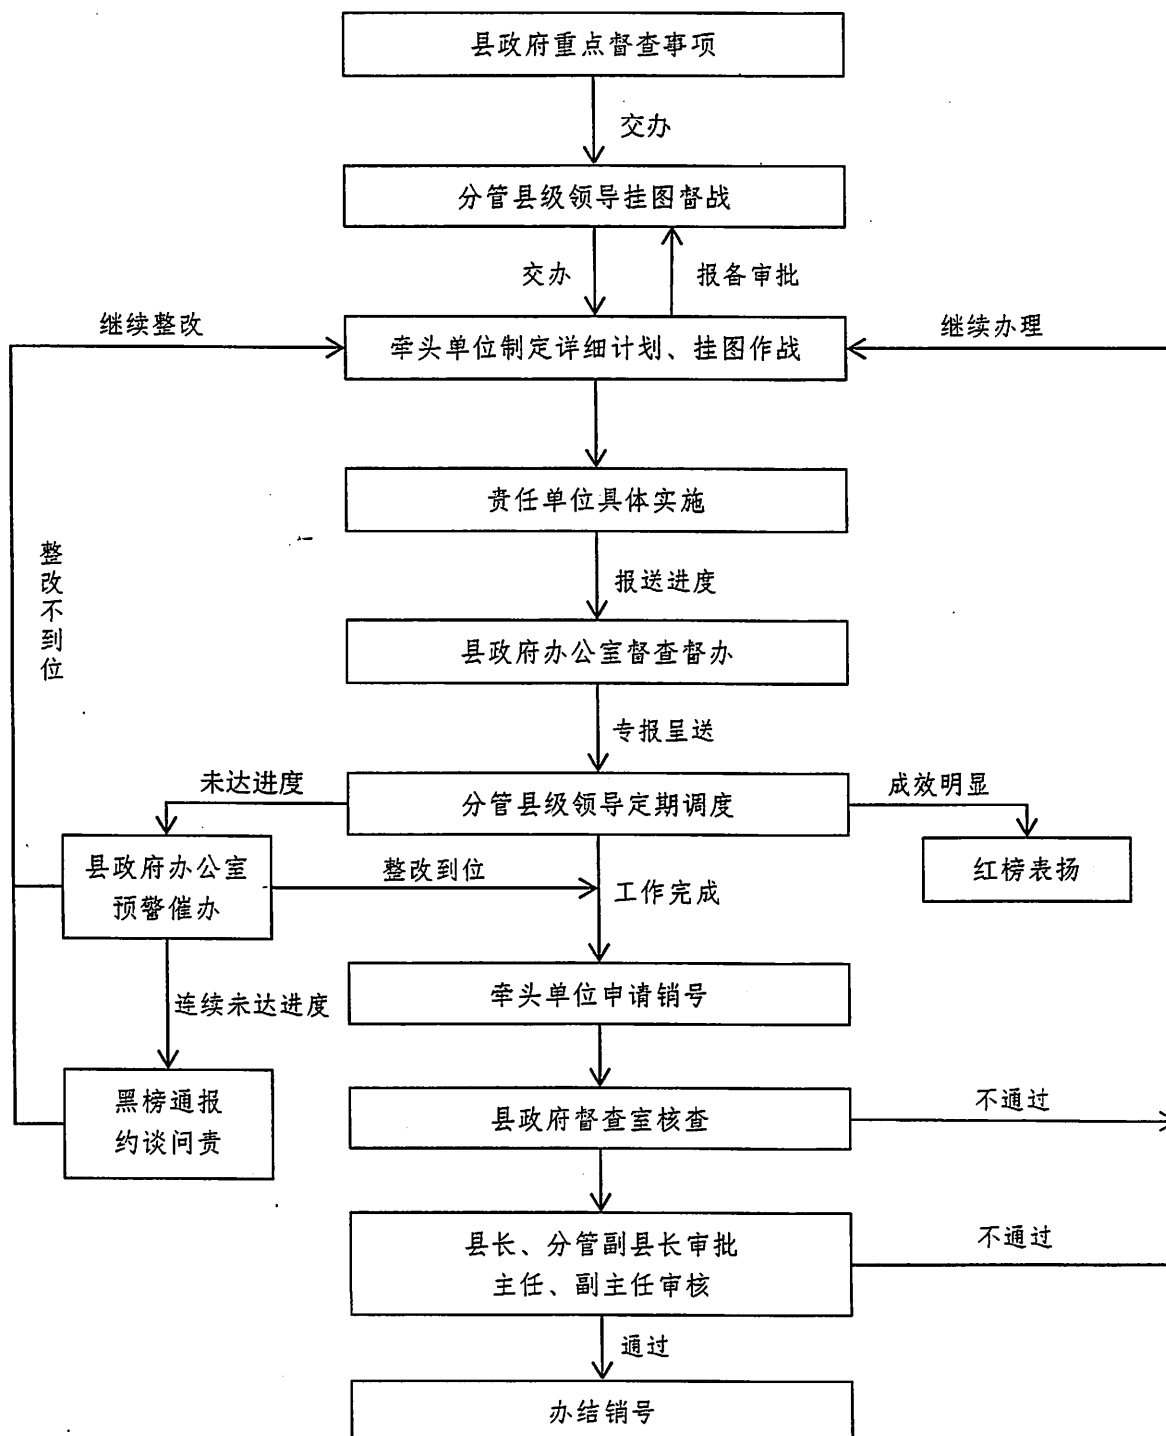 县政府重点督查事项
交办
分管县级领导挂图督战
交办
报备审批
继续整改
继续办理
牵头单位制定详细计划、挂图作战
责任单位具体实施
整改不到位
报送进度
县政府办公室督查督办
专报呈送
未达进度
分管县级领导定期调度
成效明显
县政府办公室
预警催办
整改到位
工作完成
红榜表扬
牵头单位申请销号
连续未达进度
黑榜通报
约谈问责
县政府督查室核查
不通过
县长、分管副县长审批
主任、副主任审核
不通过
通过
办结销号